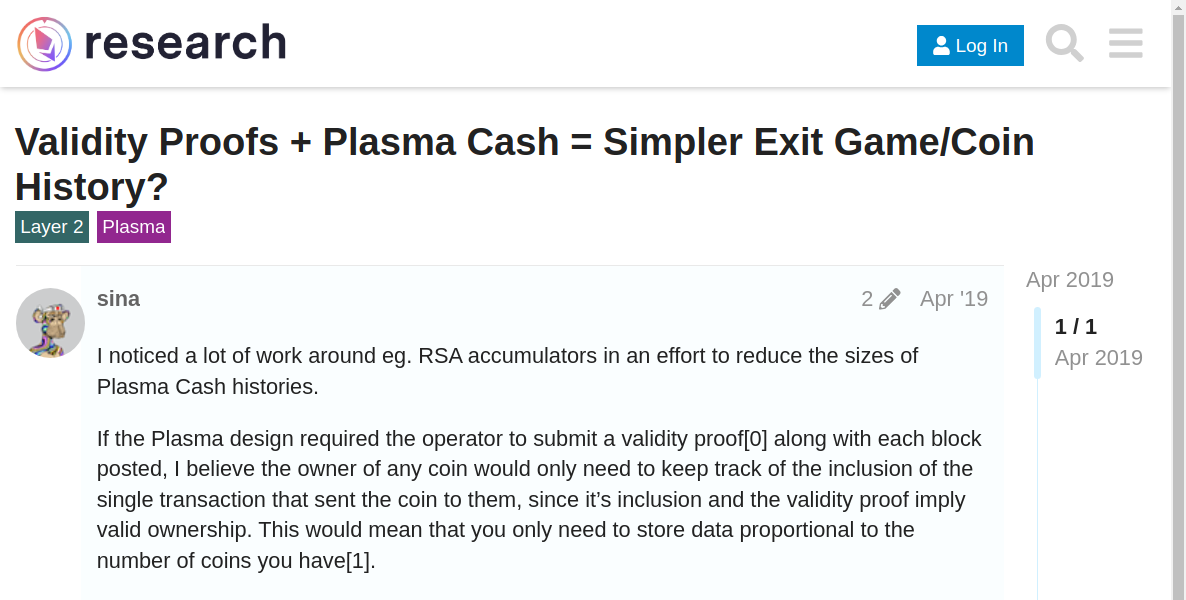 research
Log In
Validity Proofs + Plasma Cash = Simpler Exit Game/Coin
History?
Layer 2 Plasma
sina 2 Apr '19
I noticed a lot of work around eg. RSA accumulators in an effort to reduce the sizes of
Plasma Cash histories.
If the Plasma design required the operator to submit a validity proof[0] along with each block
posted, I believe the owner of any coin would only need to keep track of the inclusion of the
single transaction that sent the coin to them, since it’s inclusion and the validity proof imply
valid ownership. This would mean that you only need to store data proportional to the
number of coins you have[1].
Apr 2019
1 / 1
Apr 2019